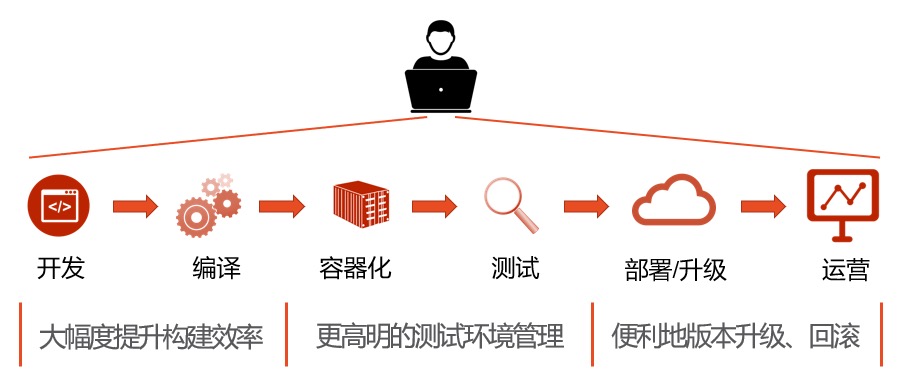 </>
开发 编译 容器化 测试 部署/升级 运营
大幅度提升构建效率 更高明的测试环境管理 便利地版本升级、回滚